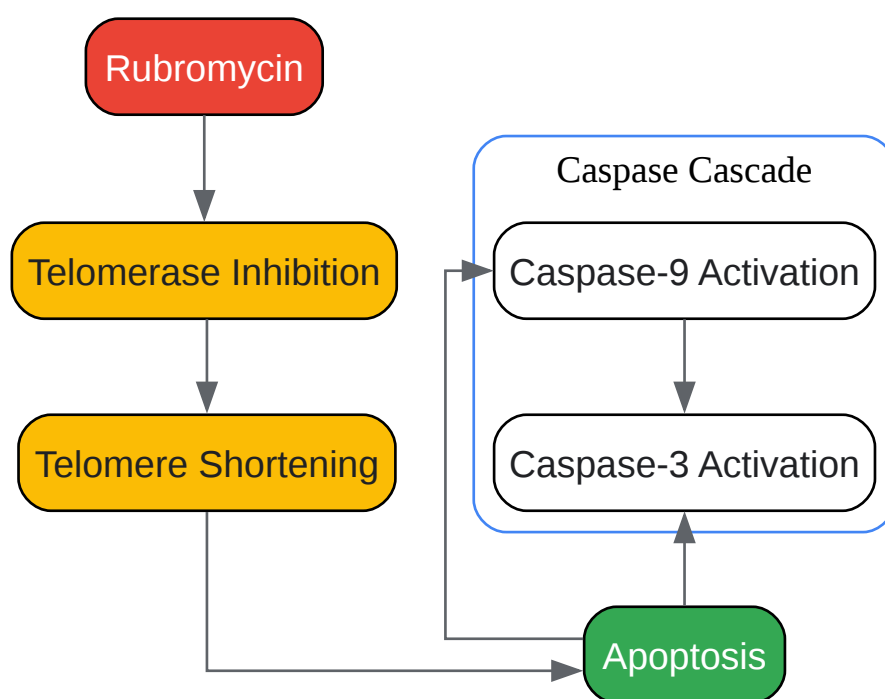 Rubromycin
Telomerase Inhibition
Telomere Shortening
Caspase Cascade
Caspase-9 Activation
Caspase-3 Activation
Apoptosis